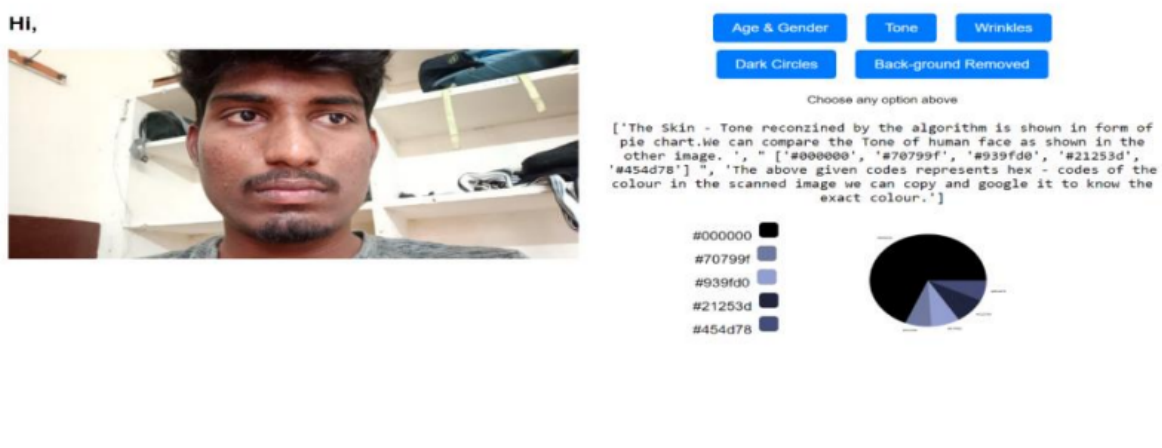 Hi,
Age & Gender
Tone
Wrinkles
Dark Circles
Back-ground Removed
Choose any option above
['The Skin - Tone reconzined by the algorithm is shown in form of
pie chart.We can compare the Tone of human face as shown in the
other image. ', " ['#000000', '#70799f', '#939fd0', '#21253d',
'#454d78'] ", 'The above given codes represents hex - codes of the
colour in the scanned image we can copy and google it to know the
exact colour.']
#000000
#70799f
#939fd0
#21253d
#454d78